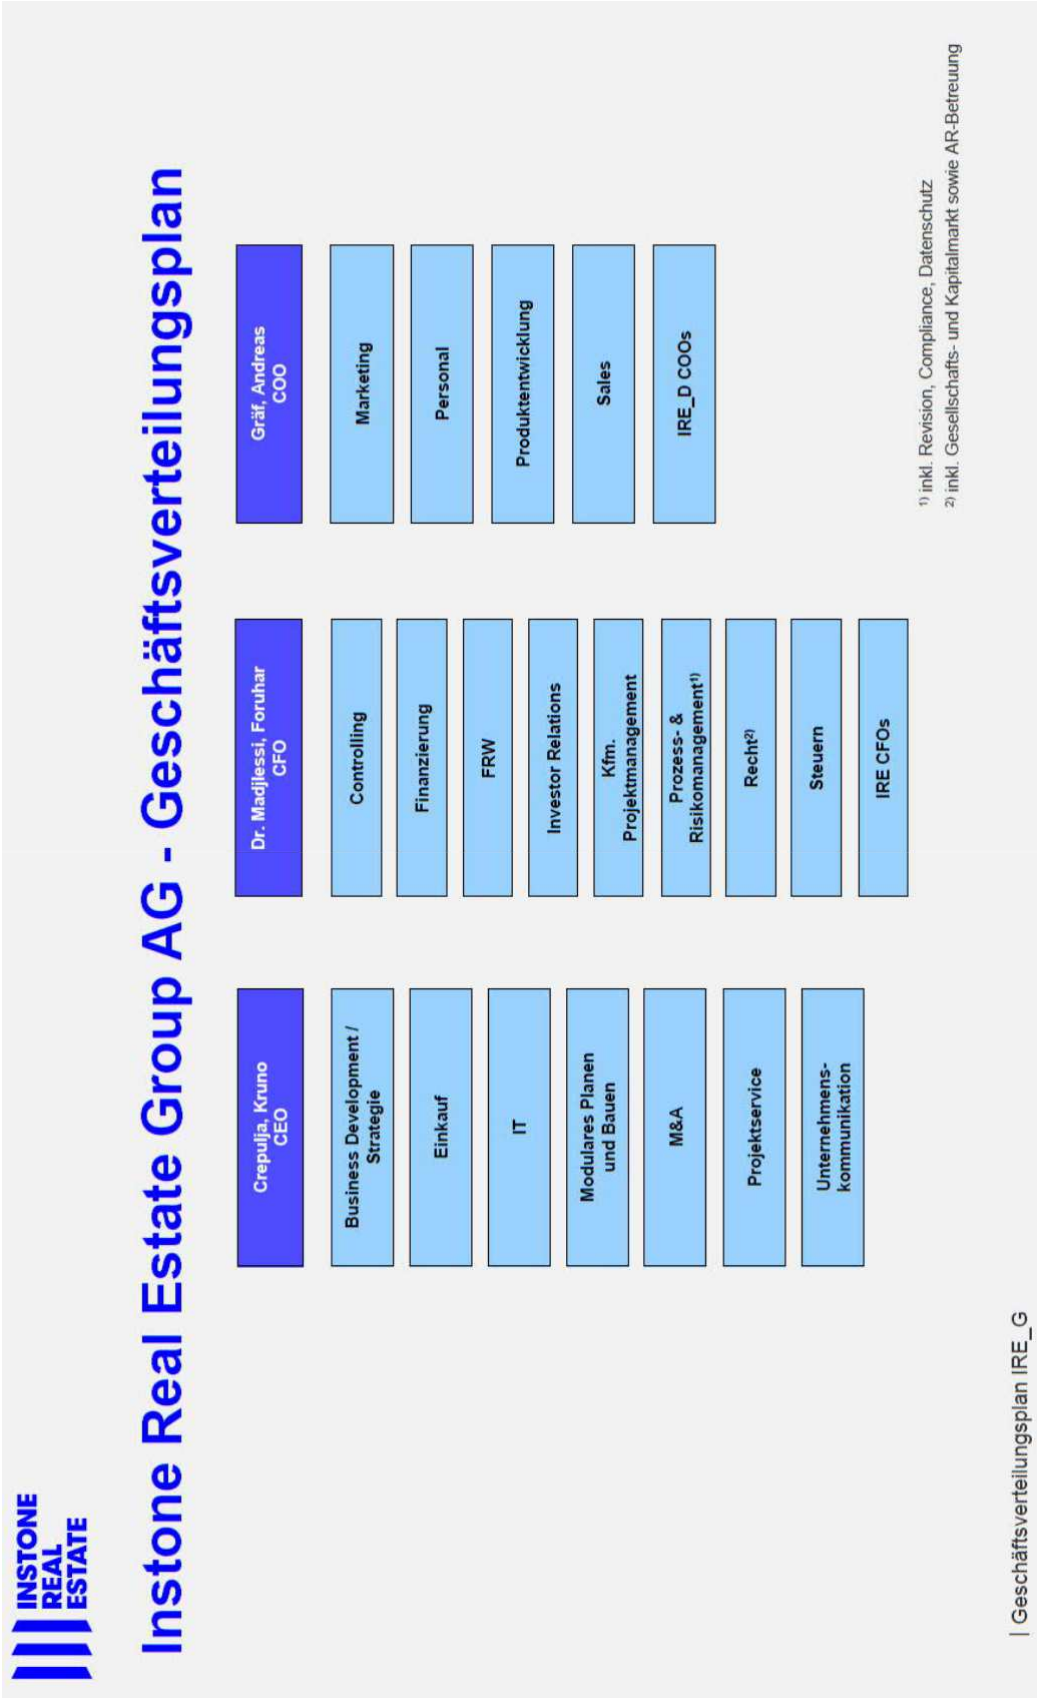 INSTONE
REAL
ESTATE
Instone Real Estate Group AG - Geschäftsverteilungsplan
Crepulja, Kruno
CEO
Business Development /
Strategie
Einkauf
IT
Modulares Planen
und Bauen
M&A
Projektservice
Unternehmens-
kommunikation
Dr. Madjlessi, Foruhar
CFO
Controlling
Finanzierung
FRW
Investor Relations
Kfm.
Projektmanagement
Prozess- &
Risikomanagement¹⁾
Recht²⁾
Steuern
IRE CFOs
Gräf, Andreas
COO
Marketing
Personal
Produktentwicklung
Sales
IRE_D COOs
¹⁾ inkl. Revision, Compliance, Datenschutz
²⁾ inkl. Gesellschafts- und Kapitalmarkt sowie AR-Betreuung
| Geschäftsverteilungsplan IRE_G